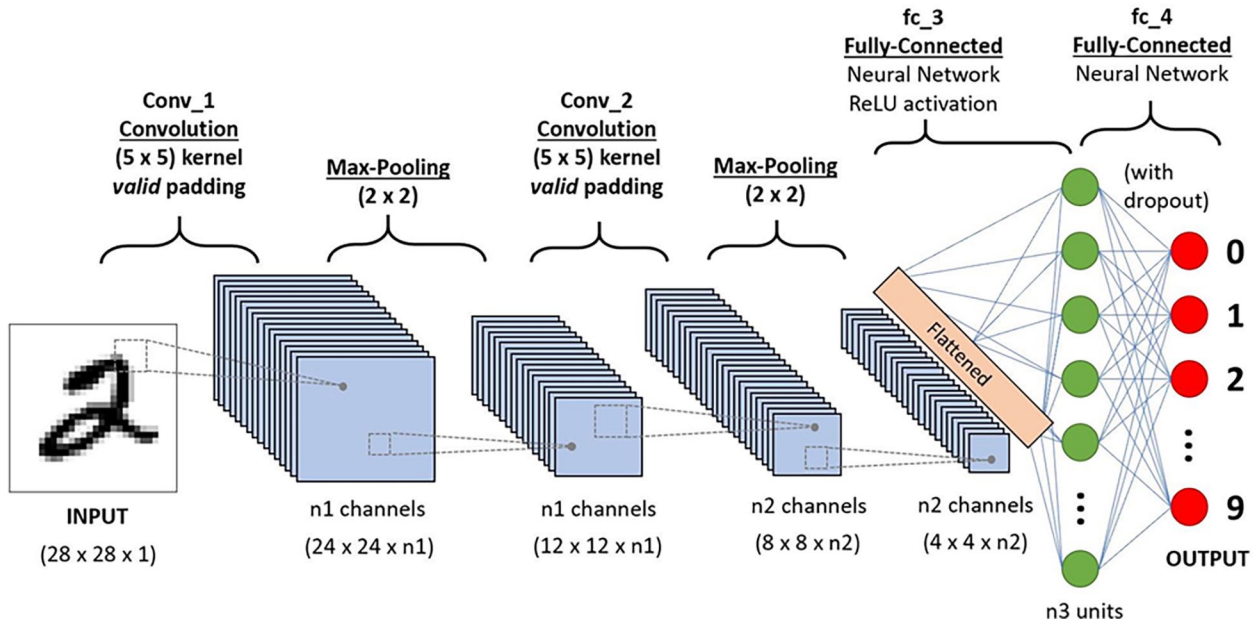 fc_3
Fully-Connected
Neural Network
ReLU activation
fc_4
Fully-Connected
Neural Network
Conv_1
Convolution
(5 x 5) kernel
valid padding
Max-Pooling
(2 x 2)
Conv_2
Convolution
(5 x 5) kernel
valid padding
Max-Pooling
(2 x 2)
(with
dropout)
0
1
2
9
Flattened
INPUT
(28 x 28 x 1)
n1 channels
(24 x 24 x n1)
n1 channels
(12 x 12 x n1)
n2 channels
(8 x 8 x n2)
n2 channels
(4 x 4 x n2)
OUTPUT
n3 units
2